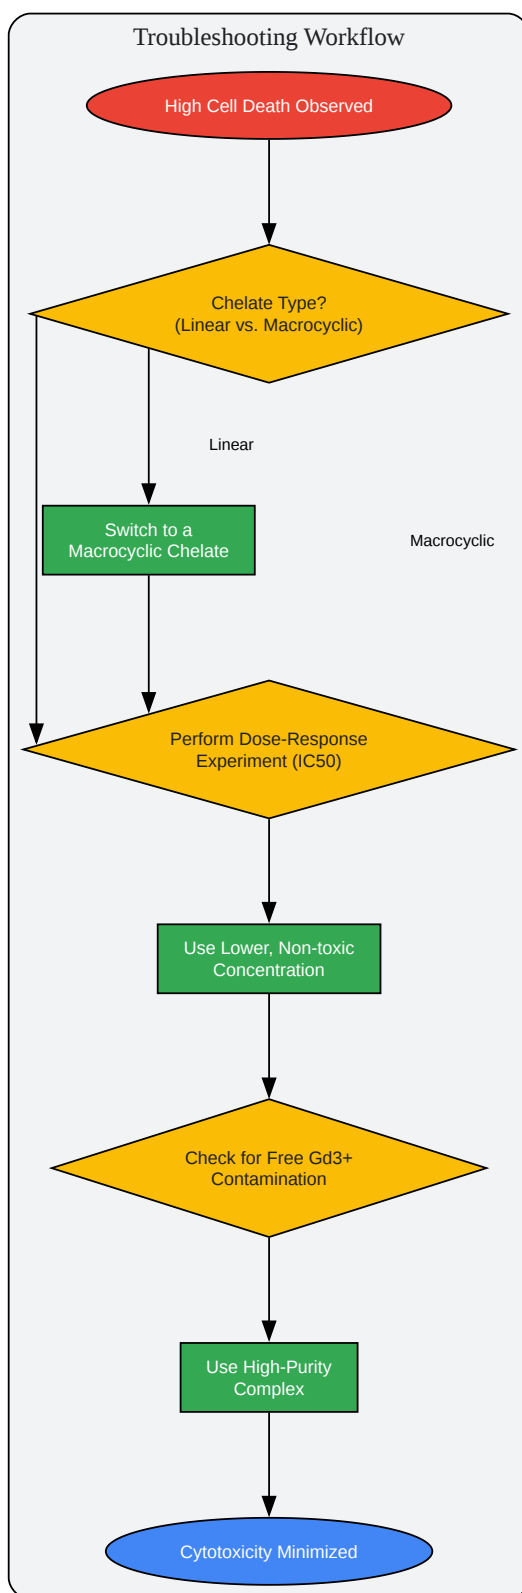 Troubleshooting Workflow
High Cell Death Observed
Chelate Type?
(Linear vs. Macrocyclic)
Linear
Switch to a
Macrocyclic Chelate
Macrocyclic
Perform Dose-Response
Experiment (IC50)
Use Lower, Non-toxic
Concentration
Check for Free Gd3+
Contamination
Use High-Purity
Complex
Cytotoxicity Minimized